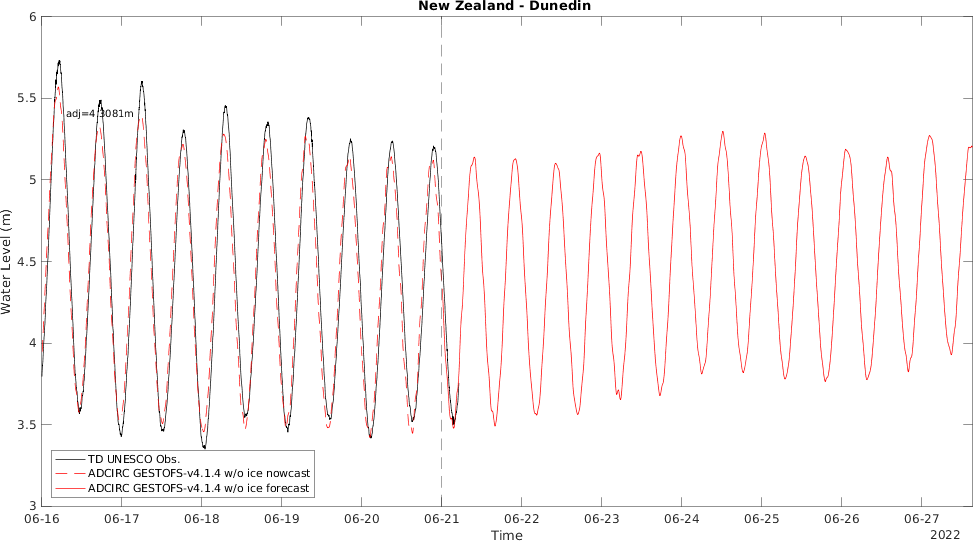 New Zealand - Dunedin
6
5.5
5
4.5
4
3.5
3
Water Level (m)
adj=4.3081m
TD UNESCO Obs.
ADCIRC GESTOFS-v4.1.4 w/o ice nowcast
ADCIRC GESTOFS-v4.1.4 w/o ice forecast
06-16 06-17 06-18 06-19 06-20 06-21 06-22 06-23 06-24 06-25 06-26 06-27
Time
2022